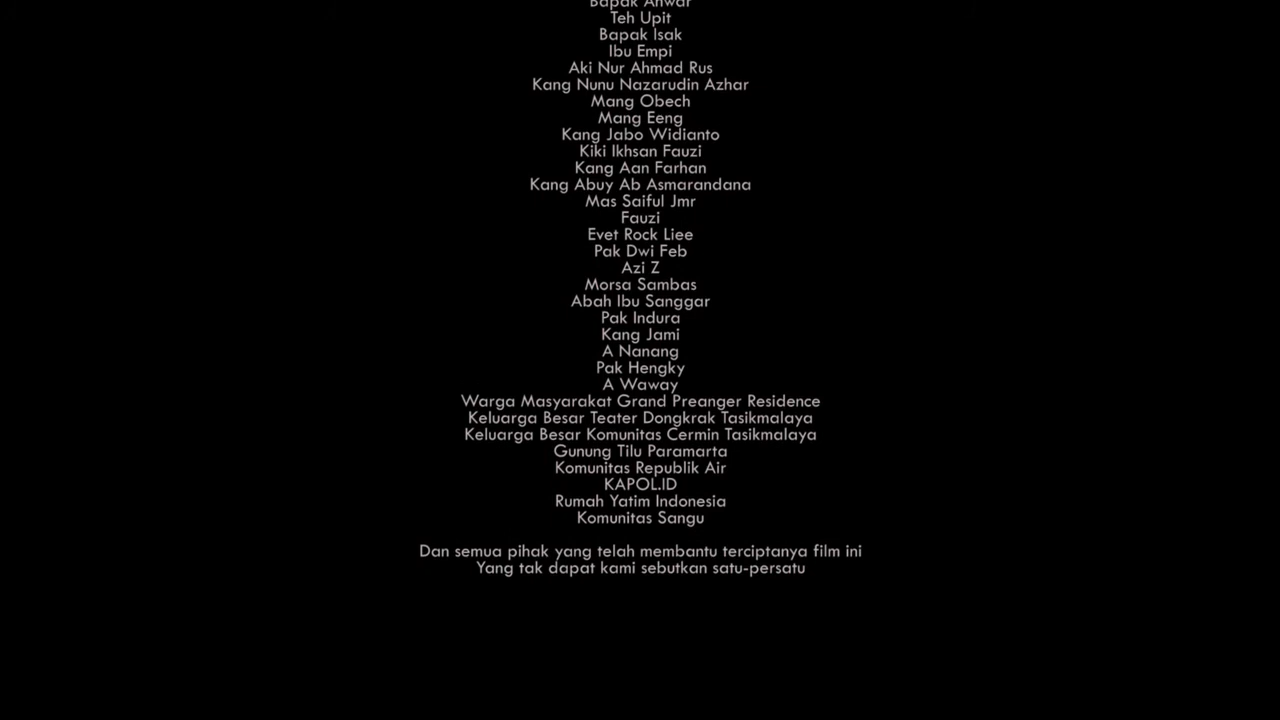 Bapak Anwar
Teh Upit
Bapak Isak
Ibu Empi
Aki Nur Ahmad Rus
Kang Nunu Nazarudin Azhar
Mang Obech
Mang Eeng
Kang Jabo Widianto
Kiki Ikhsan Fauzi
Kang Aan Farhan
Kang Abuy Ab Asmarandana
Mas Saiful Jmr
Fauzi
Evet Rock Liee
Pak Dwi Feb
Azi Z
Morsa Sambas
Abah Ibu Sanggar
Pak Indura
Kang Jami
A Nanang
Pak Hengky
A Waway
Warga Masyarakat Grand Preanger Residence
Keluarga Besar Teater Dongkrak Tasikmalaya
Keluarga Besar Komunitas Cermin Tasikmalaya
Gunung Tilu Paramarta
Komunitas Republik Air
KAPOL.ID
Rumah Yatim Indonesia
Komunitas Sangu
Dan semua pihak yang telah membantu terciptanya film ini
Yang tak dapat kami sebutkan satu-persatu